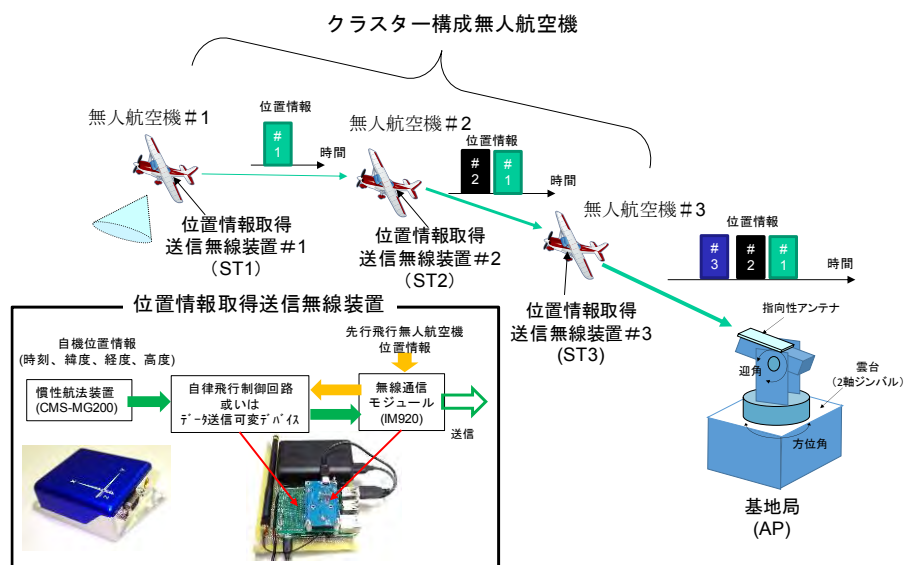 クラスター構成無人航空機
無人航空機＃1
位置情報
＃
1
時間
無人航空機＃2
位置情報
＃
2
＃
1
時間
無人航空機＃3
位置情報
＃
3
＃
2
＃
1
時間
位置情報取得
送信無線装置＃1
（ST1）
位置情報取得
送信無線装置＃2
（ST2）
位置情報取得
送信無線装置＃3
(ST3)
指向性アンテナ
迎角
雲台
（2軸ジンバル）
方位角
基地局
(AP)
位置情報取得送信無線装置
自機位置情報
(時刻、緯度、経度、高度)
先行飛行無人航空機
位置情報
慣性航法装置
(CMS-MG200)
自律飛行制御回路
或いは
ﾃﾞｰﾀ送信可変ﾃﾞﾊﾞｲｽ
無線通信
モジュール
(IM920)
送信